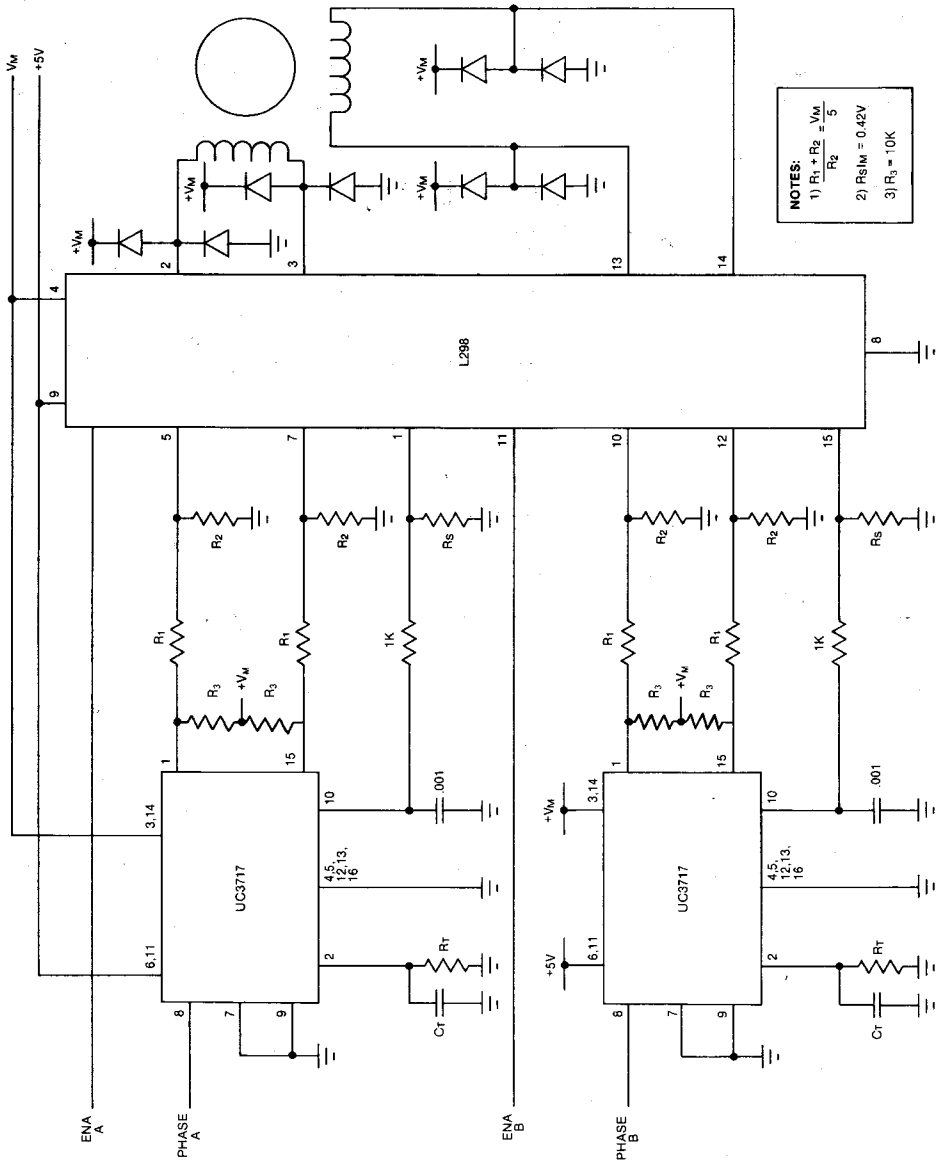 VM
+5V
ENA
A
PHASE
A
ENA
B
PHASE
B
8
7
9
6,11
3,14
1
15
10
4,5,
12,13,
16
2
UC3717
CT
RT
.001
R3
+VM
R3
R1
R1
1K
R2
R2
RS
5
7
1
11
9
4
L298
8
2
3
13
14
+VM
+VM
+VM
+VM
10
12
15
R2
R2
RS
R1
R1
1K
R3
+VM
R3
+5V
+VM
8
7
9
6,11
3,14
1
15
10
4,5,
12,13,
16
2
UC3717
CT
RT
.001
NOTES:
1) R1 + R2 / R2 = VM / 5
2) RSIM = 0.42V
3) R3 = 10K